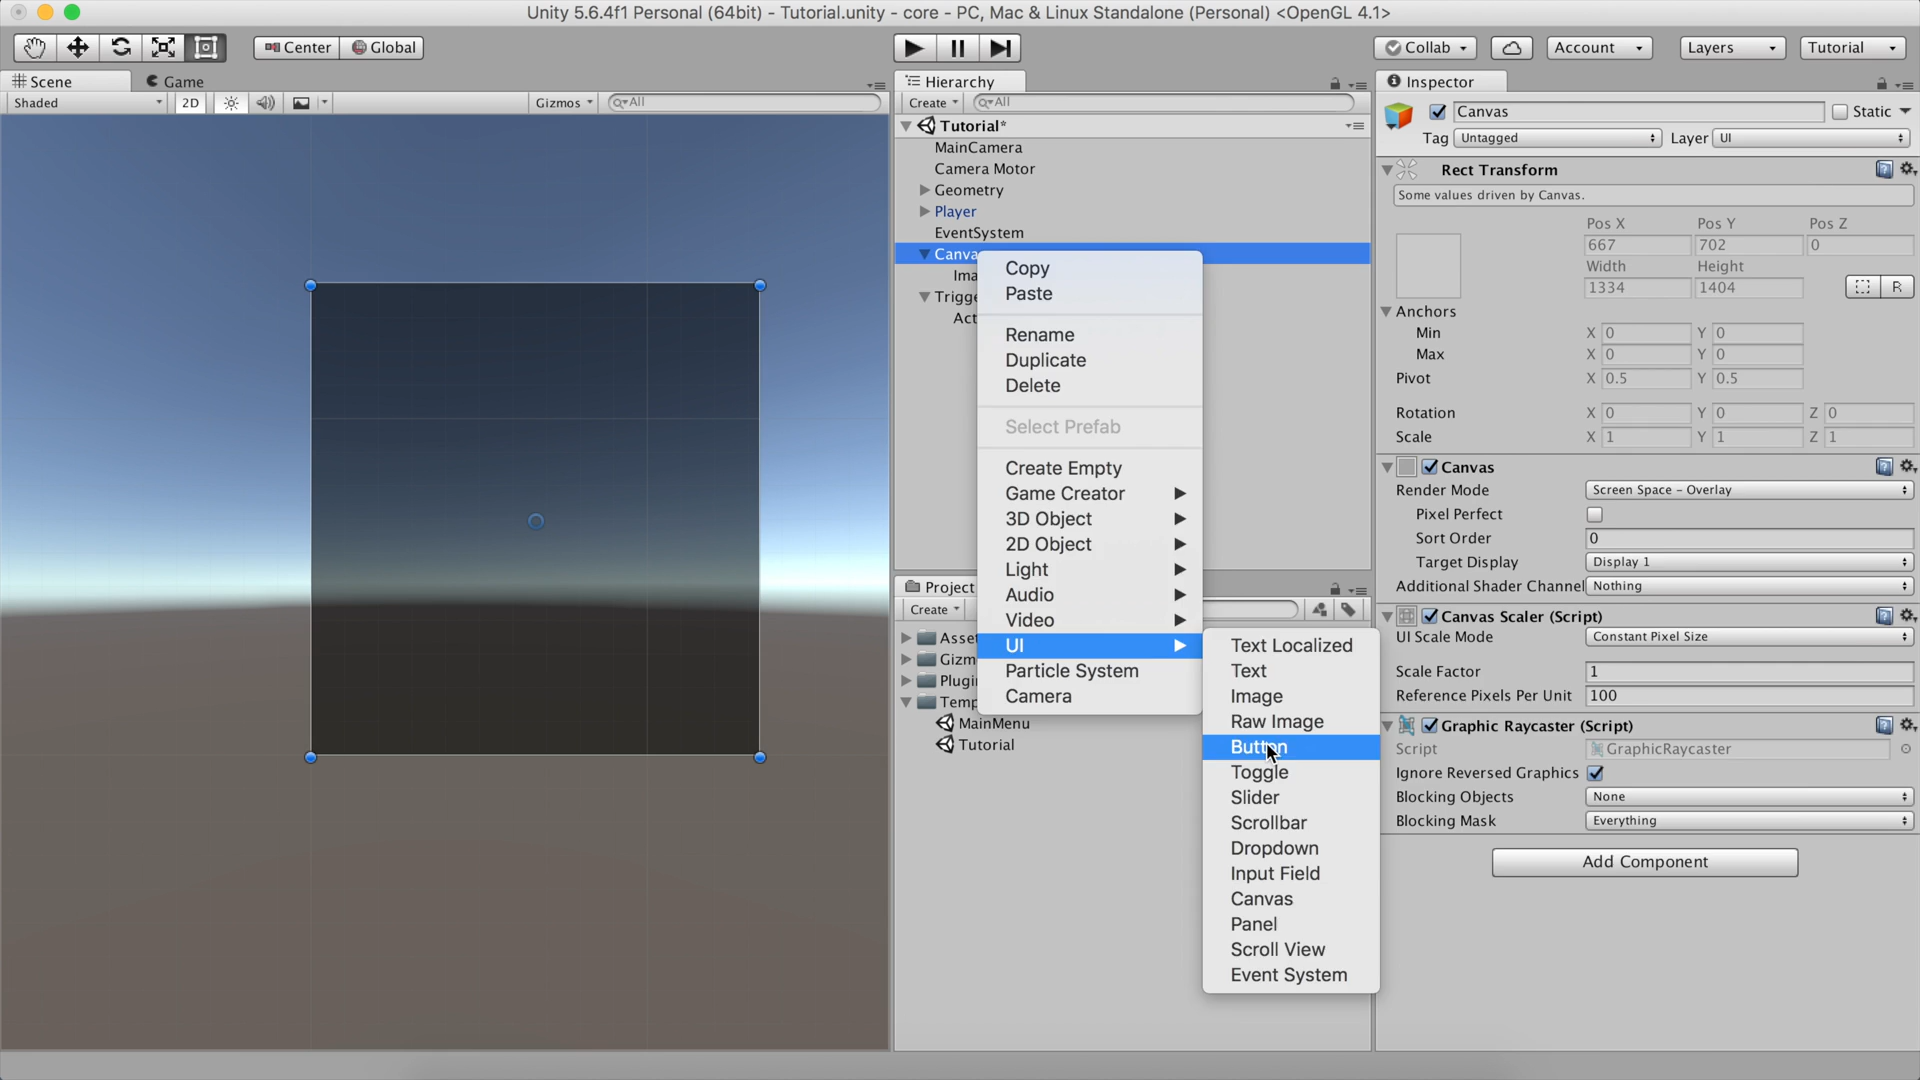 Unity 5.6.4f1 Personal (64bit) - Tutorial.unity - core - PC, Mac & Linux Standalone (Personal) <OpenGL 4.1>
Center Global Collab Account Layers Tutorial
Scene Game
Shaded 2D Gizmos All
Hierarchy
Create All
Tutorial*
MainCamera
Camera Motor
Geometry
Player
EventSystem
Canva
Ima
Trigge
Act
Copy
Paste
Rename
Duplicate
Delete
Select Prefab
Create Empty
Game Creator
3D Object
2D Object
Light
Audio
Video
UI
Particle System
Camera
Text Localized
Text
Image
Raw Image
Button
Toggle
Slider
Scrollbar
Dropdown
Input Field
Canvas
Panel
Scroll View
Event System
Project
Create
Asse
Gizm
Plugi
Temp
MainMenu
Tutorial
Inspector
Canvas Static
Tag Untagged Layer UI
Rect Transform
Some values driven by Canvas.
Pos X Pos Y Pos Z
667 702 0
Width Height
1334 1404 R
Anchors
Min X 0 Y 0
Max X 0 Y 0
Pivot X 0.5 Y 0.5
Rotation X 0 Y 0 Z 0
Scale X 1 Y 1 Z 1
Canvas
Render Mode Screen Space - Overlay
Pixel Perfect
Sort Order 0
Target Display Display 1
Additional Shader Channel Nothing
Canvas Scaler (Script)
UI Scale Mode Constant Pixel Size
Scale Factor 1
Reference Pixels Per Unit 100
Graphic Raycaster (Script)
Script GraphicRaycaster
Ignore Reversed Graphics
Blocking Objects None
Blocking Mask Everything
Add Component